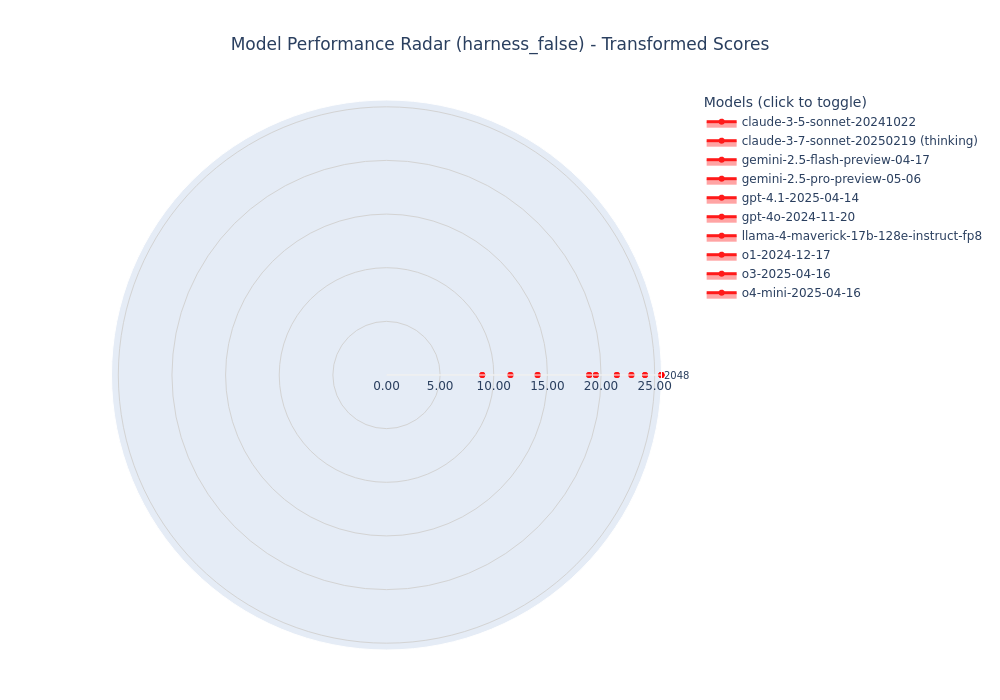 Model Performance Radar (harness_false) - Transformed Scores
Models (click to toggle)
claude-3-5-sonnet-20241022
claude-3-7-sonnet-20250219 (thinking)
gemini-2.5-flash-preview-04-17
gemini-2.5-pro-preview-05-06
gpt-4.1-2025-04-14
gpt-4o-2024-11-20
llama-4-maverick-17b-128e-instruct-fp8
o1-2024-12-17
o3-2025-04-16
o4-mini-2025-04-16
2048
0.00 5.00 10.00 15.00 20.00 25.00